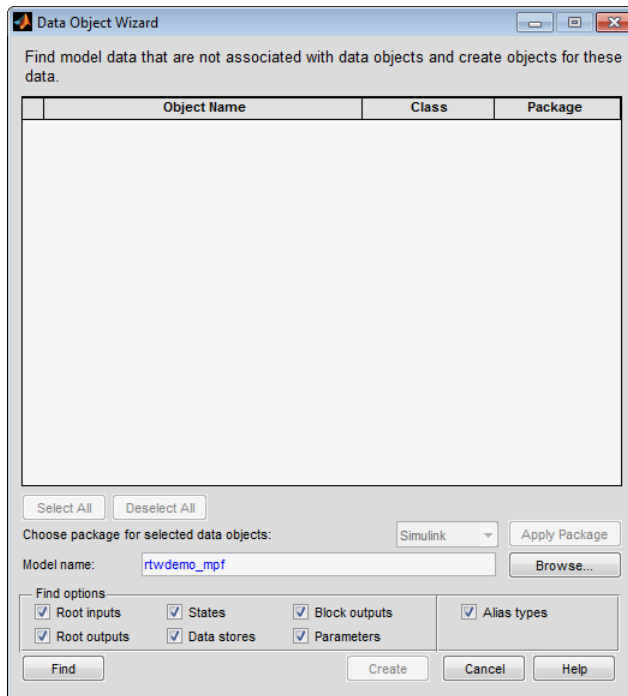 Data Object Wizard
Find model data that are not associated with data objects and create objects for these
data.
Object Name Class Package
Select All Deselect All
Choose package for selected data objects: Simulink Apply Package
Model name: rtwdemo_mpf Browse...
Find options
Root inputs States Block outputs Alias types
Root outputs Data stores Parameters
Find Create Cancel Help